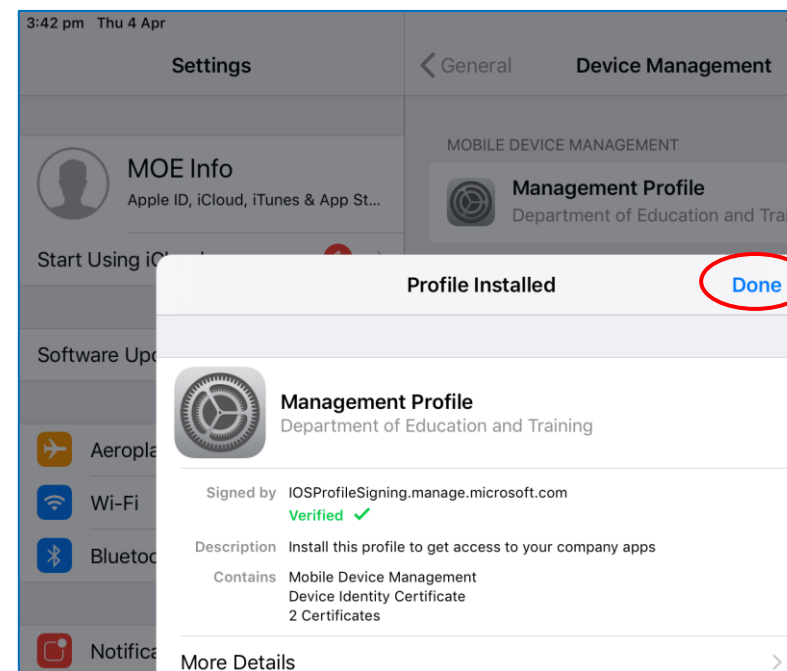 3:42 pm Thu 4 Apr
Settings
General
Device Management
MOBILE DEVICE MANAGEMENT
MOE Info
Apple ID, iCloud, iTunes & App St...
Management Profile
Department of Education and Trai
Start Using
Profile Installed
Done
Software
Management Profile
Department of Education and Training
Signed by IOSProfileSigning.manage.microsoft.com
Verified
Description Install this profile to get access to your company apps
Contains Mobile Device Management
Device Identity Certificate
2 Certificates
More Details
Aeropla
Wi-Fi
Bluetoo
Notifica